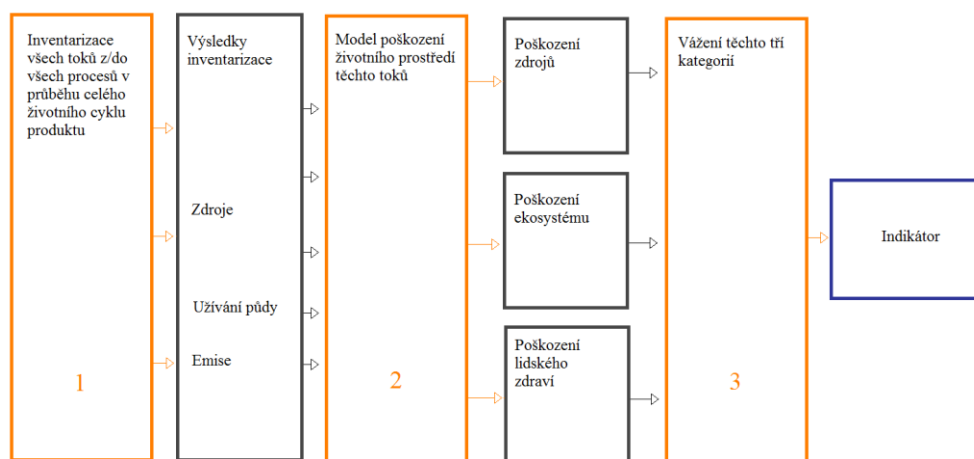 Inventarizace
všech toků z/do
všech procesů v
průběhu celého
životního cyklu
produktu
1
Výsledky
inventarizace
Zdroje
Užívání půdy
Emise
Model poškození
životního prostředí
těchto toků
2
Poškození
zdrojů
Poškození
ekosystému
Poškození
lidského
zdraví
Vážení těchto tří
kategorií
3
Indikátor